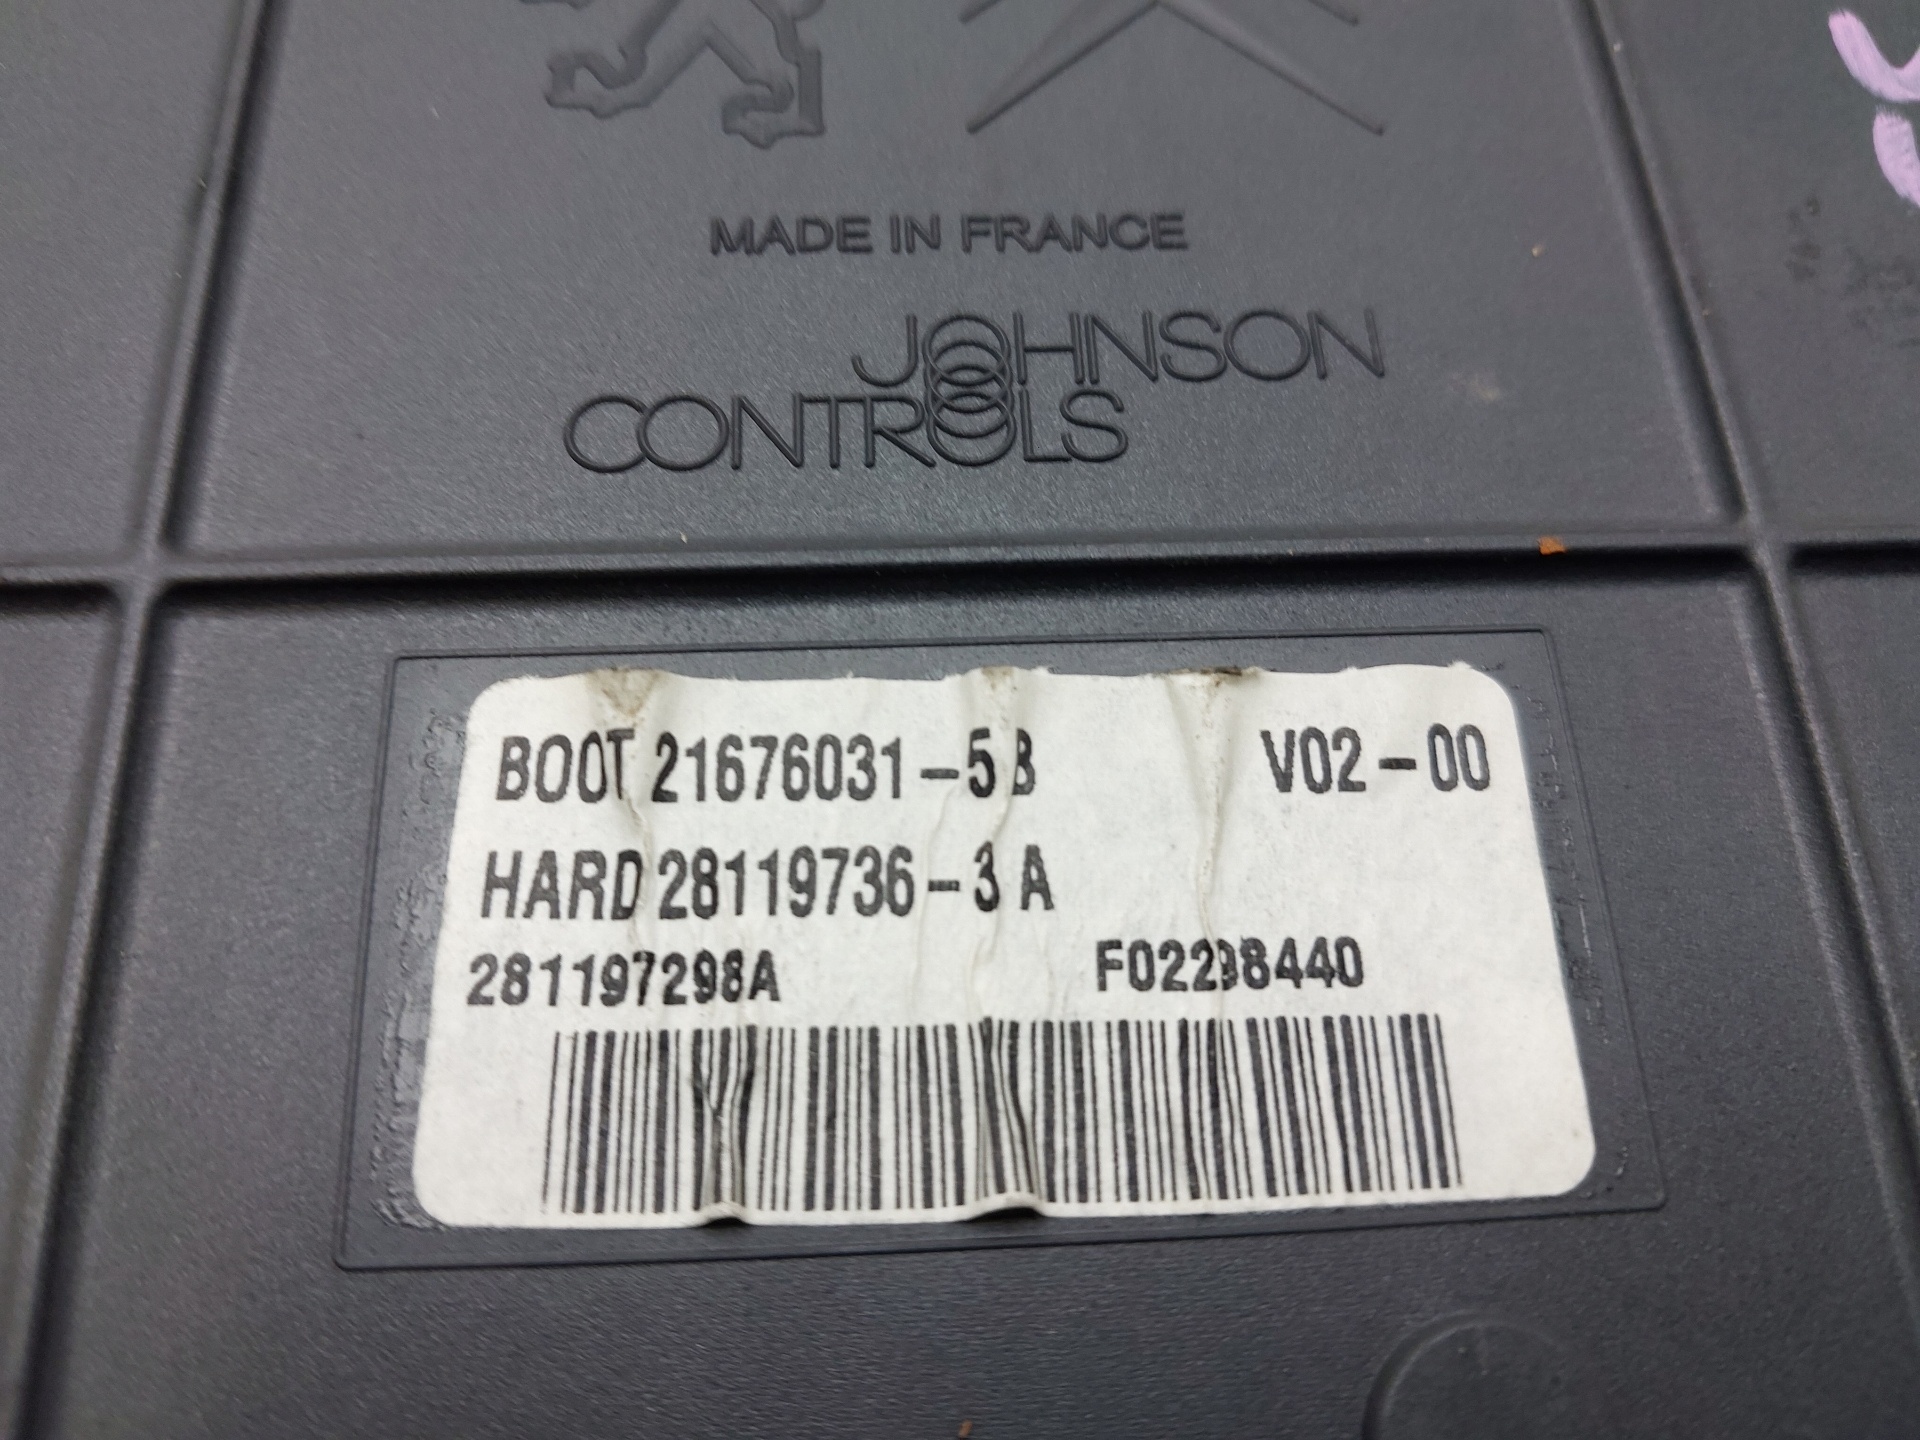 MADE IN FRANCE
JOHNSON
CONTROLS
BOOT 21676031-5 B V02-00
HARD 28119736-3 A
281197298A F02298440